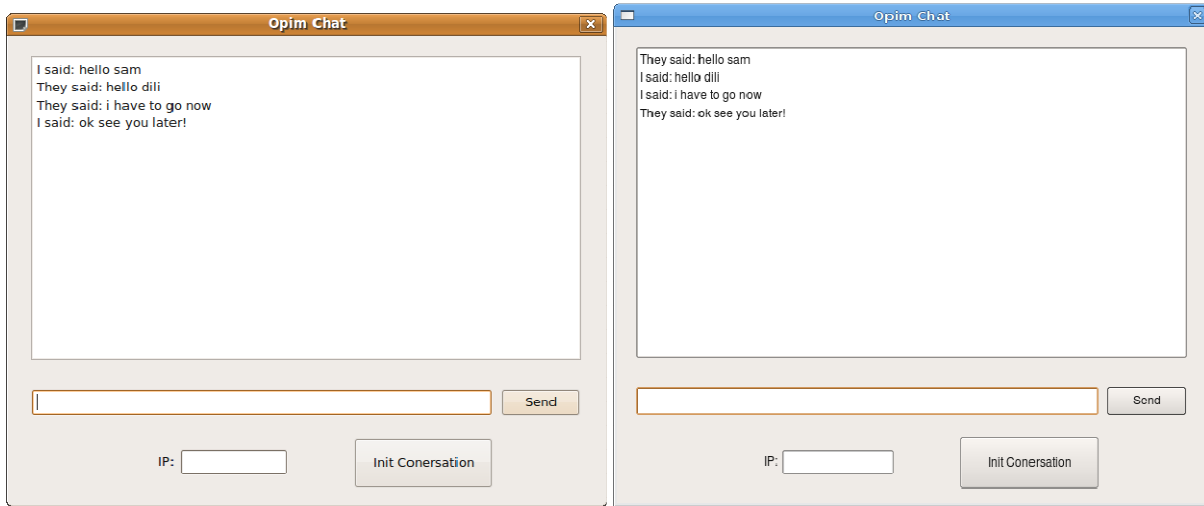 Opim Chat
I said: hello sam
They said: hello dili
They said: i have to go now
I said: ok see you later!
Send
IP:
Init Conersation
Opim Chat
They said: hello sam
I said: hello dili
I said: i have to go now
They said: ok see you later!
Send
IP:
Init Conersation